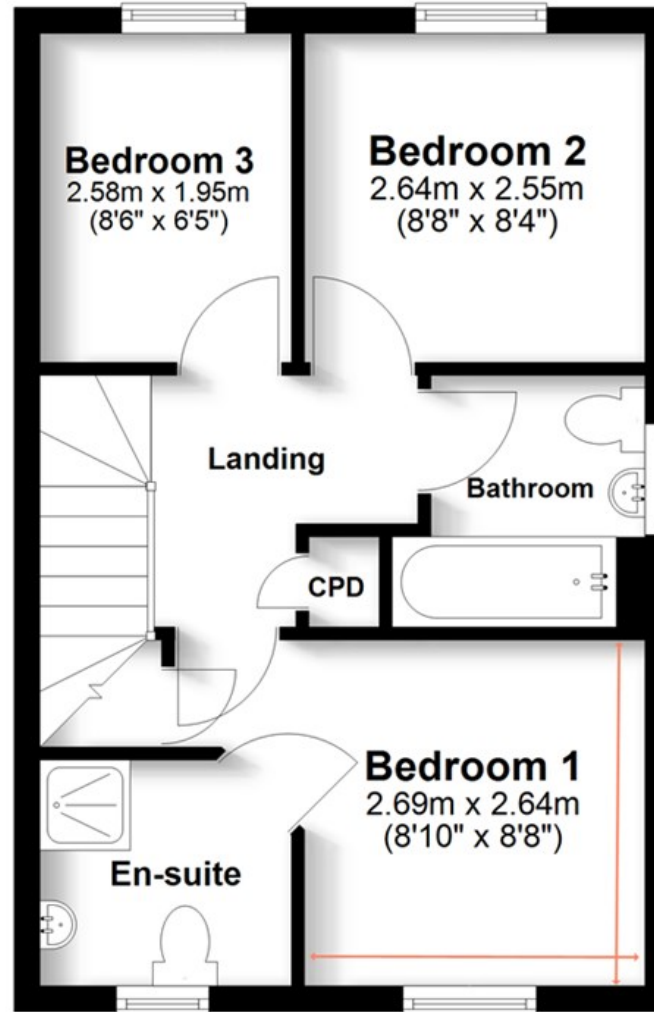 Bedroom 3
2.58m x 1.95m
(8'6" x 6'5")
Bedroom 2
2.64m x 2.55m
(8'8" x 8'4")
Landing
Bathroom
CPD
Bedroom 1
2.69m x 2.64m
(8'10" x 8'8")
En-suite